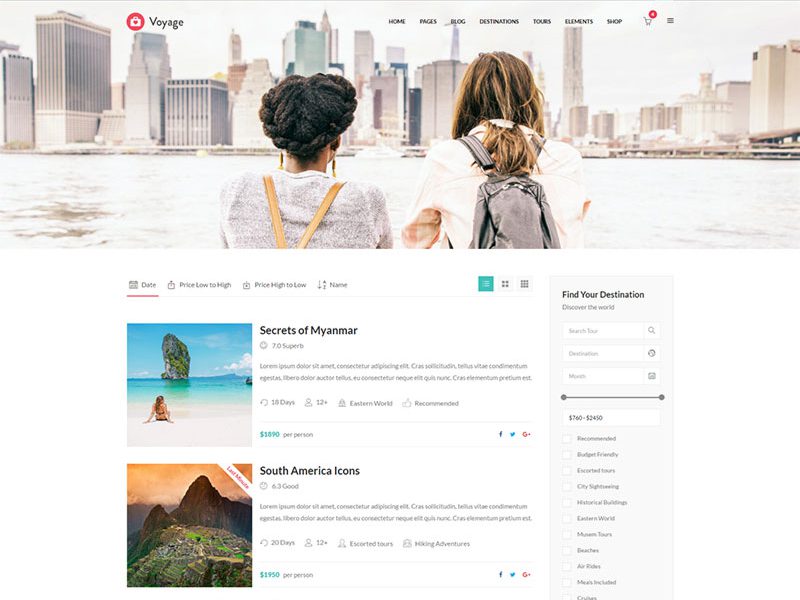 Voyage
HOME PAGES BLOG DESTINATIONS TOURS ELEMENTS SHOP 4
Date Price Low to High Price High to Low Name
Secrets of Myanmar
7.0 Superb
Lorem ipsum dolor sit amet, consectetur adipiscing elit. Cras sollicitudin, tellus vitae condimentum
egestas, libero dolor auctor tellus, eu consectetur neque quis nunc. Cras elementum pretium est.
18 Days 12+ Eastern World Recommended
$1890 per person
Last Minute
South America Icons
6.3 Good
Lorem ipsum dolor sit amet, consectetur adipiscing elit. Cras sollicitudin, tellus vitae condimentum
egestas, libero dolor auctor tellus, eu consectetur neque quis nunc. Cras elementum pretium est.
20 Days 12+ Escorted tours Hiking Adventures
$1950 per person
Find Your Destination
Discover the world
Search Tour
Destination
Month
$760-$2450
Recommended
Budget Friendly
Escorted tours
City Sightseeing
Historical Buildings
Eastern World
Musem Tours
Beaches
Air Rides
Meals Included
Cruises